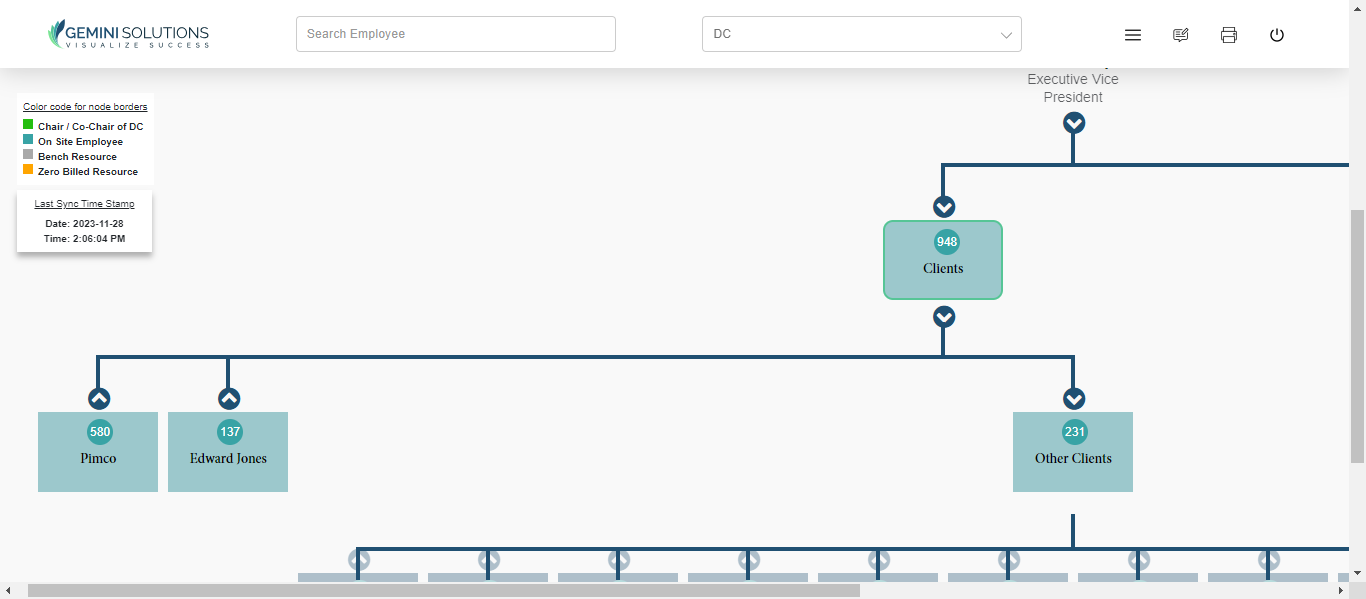 GEMINI SOLUTIONS
VISUALIZE SUCCESS
Search Employee
DC
Executive Vice
President
Color code for node borders
Chair / Co-Chair of DC
On Site Employee
Bench Resource
Zero Billed Resource
Last Sync Time Stamp
Date: 2023-11-28
Time: 2:06:04 PM
948
Clients
580
Pimco
137
Edward Jones
231
Other Clients